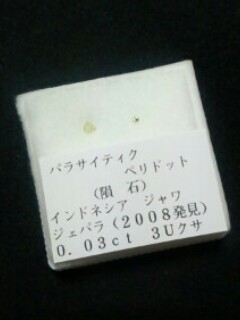 パラサイティク
ペリドット
(隕 石)
インドネシア ジャワ
ジェパラ(2008発見)
0.03ct 3Uクサ